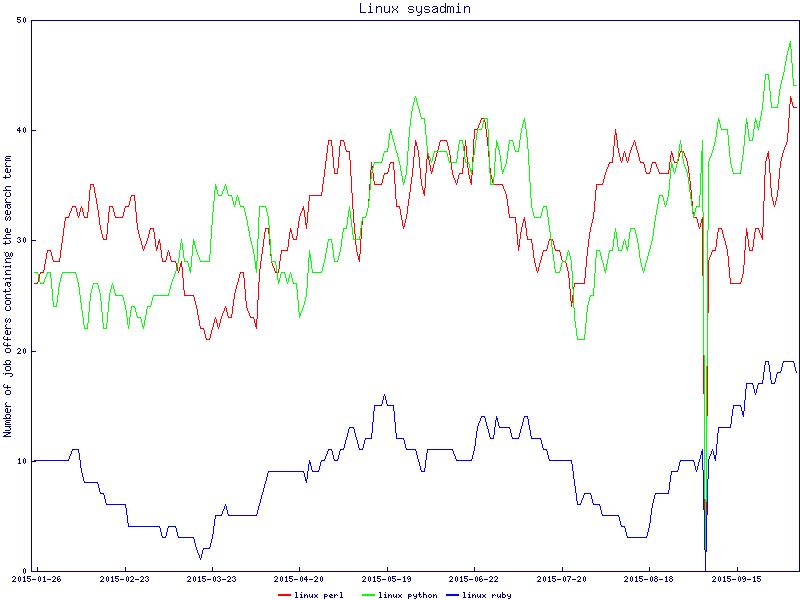 Linux sysadmin
Number of job offers containing the search term
50
40
30
20
10
0
2015-01-26 2015-02-23 2015-03-23 2015-04-20 2015-05-19 2015-06-22 2015-07-20 2015-08-18 2015-09-15
linux perl linux python linux ruby